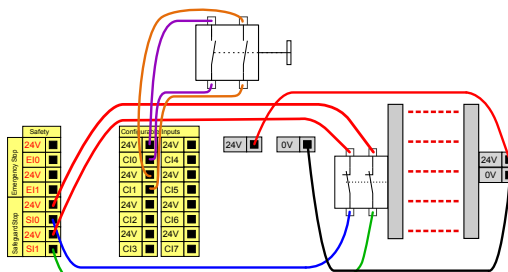 Safety
Emergency Stop
24V
EI0
24V
EI1
Safeguard Stop
24V
SI0
24V
SI1
Configurable Inputs
24V 24V
CI0 CI4
24V 24V
CI1 CI5
24V 24V
CI2 CI6
24V 24V
CI3 CI7
24V
0V
24V
0V